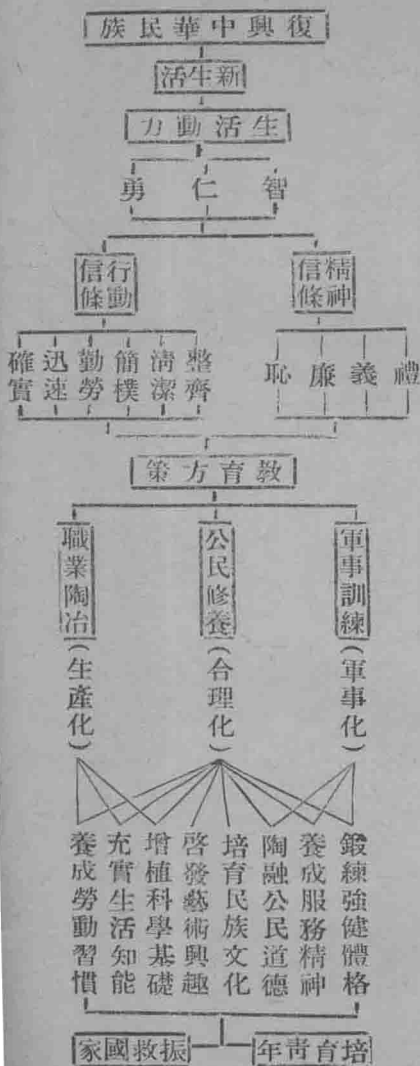 復興中華民族
新生活
生活動力
智
仁
勇
精神信條
行動信條
禮
義
廉
恥
整齊
清潔
簡樸
勤勞
迅速
確實
教育方策
軍事訓練(軍事化)
公民修養(合理化)
職業陶冶(生產化)
鍛練強健體格
養成服務精神
陶融公民道德
培育民族文化
啓發藝術興趣
增植科學基礎
充實生活知能
養成勞動習慣
培育青年
振救國家